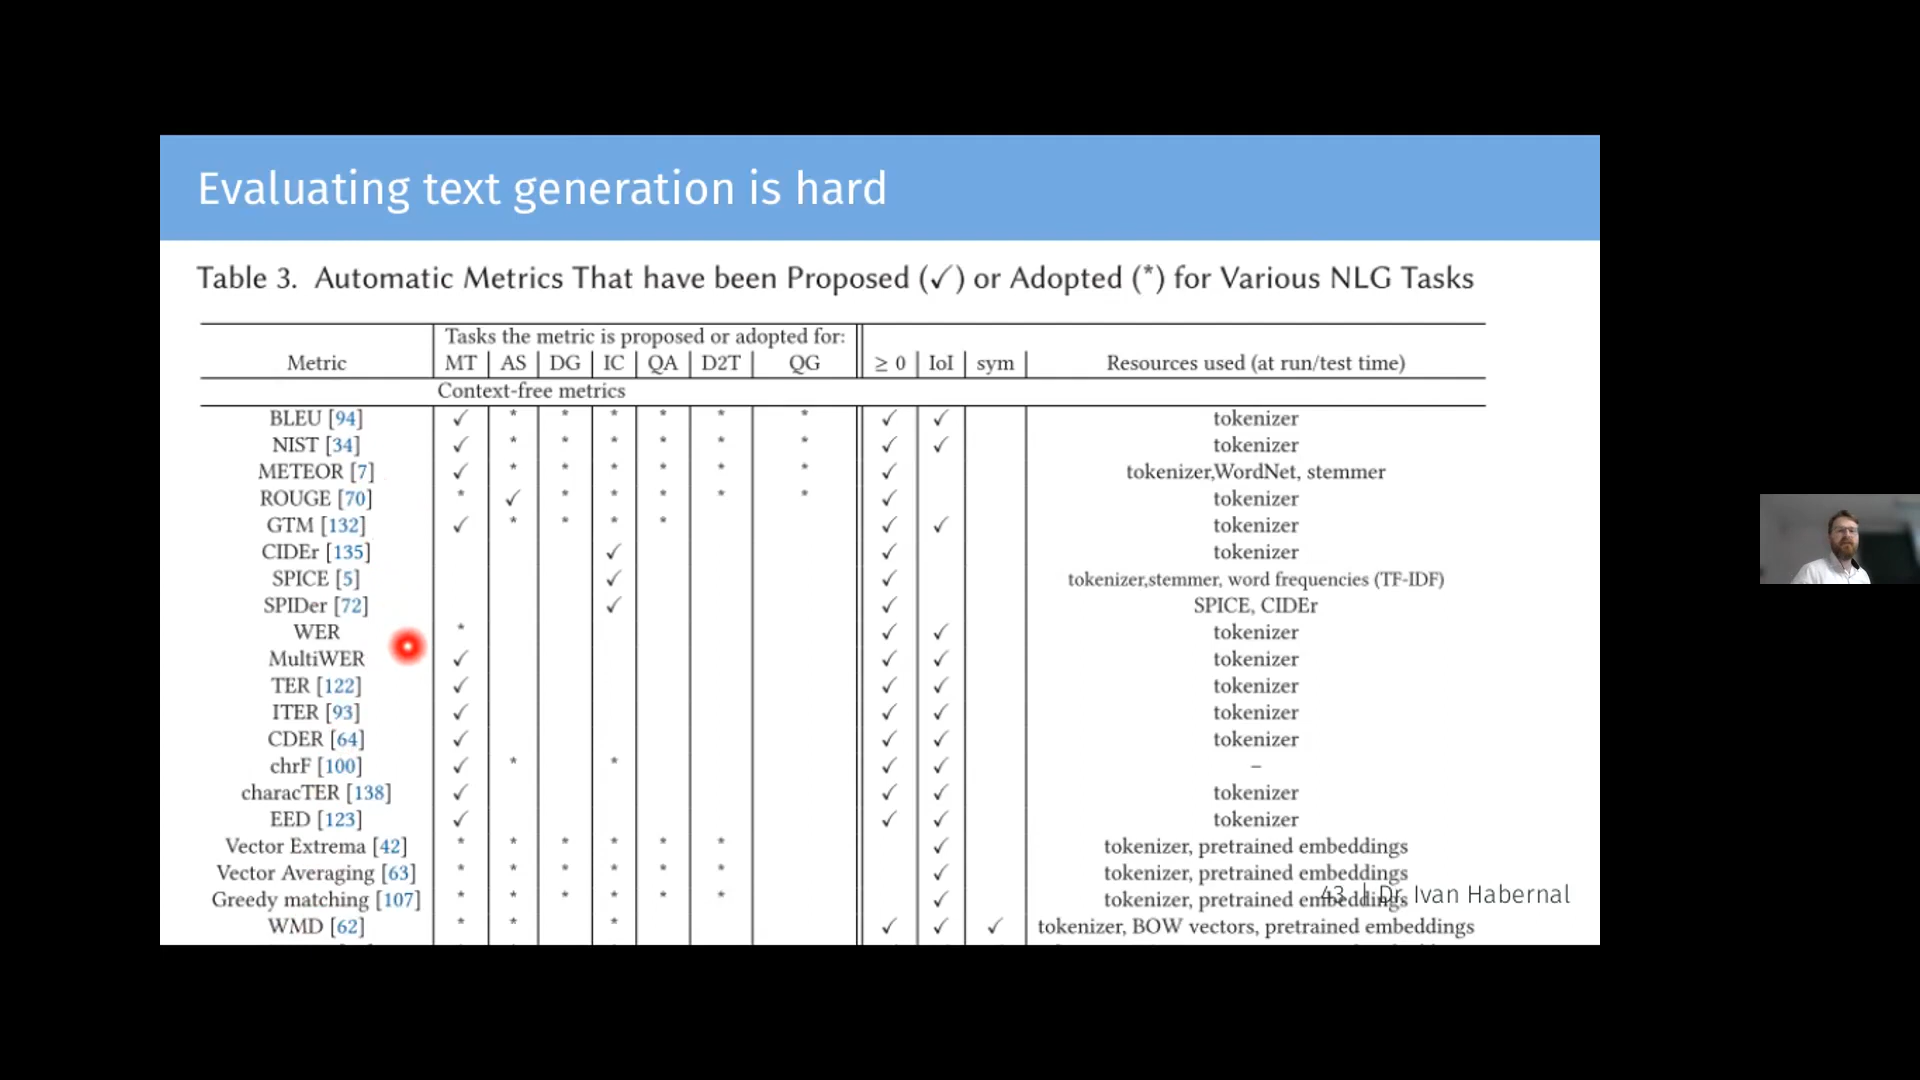 Evaluating text generation is hard
Table 3. Automatic Metrics That have been Proposed (✓) or Adopted (*) for Various NLG Tasks
Tasks the metric is proposed or adopted for:
Metric MT AS DG IC QA D2T QG ≥ 0 IoI sym Resources used (at run/test time)
Context-free metrics
BLEU [94] ✓ * * * * * * ✓ ✓ tokenizer
NIST [34] ✓ * * * * * * ✓ ✓ tokenizer
METEOR [7] ✓ * * * * * * ✓ tokenizer,WordNet, stemmer
ROUGE [70] * ✓ * * * * * ✓ tokenizer
GTM [132] ✓ * * * * ✓ ✓ tokenizer
CIDEr [135] ✓ ✓ tokenizer
SPICE [5] ✓ ✓ tokenizer,stemmer, word frequencies (TF-IDF)
SPIDer [72] ✓ ✓ SPICE, CIDEr
WER * ✓ ✓ tokenizer
MultiWER ✓ ✓ ✓ tokenizer
TER [122] ✓ ✓ ✓ tokenizer
ITER [93] ✓ ✓ ✓ tokenizer
CDER [64] ✓ ✓ ✓ tokenizer
chrF [100] ✓ * * ✓ ✓ –
characTER [138] ✓ ✓ ✓ tokenizer
EED [123] ✓ ✓ ✓ tokenizer
Vector Extrema [42] * * * * * * ✓ tokenizer, pretrained embeddings
Vector Averaging [63] * * * * * * ✓ tokenizer, pretrained embeddings
Greedy matching [107] * * * * * * ✓ tokenizer, pretrained embeddings
43 | Dr. Ivan Habernal
WMD [62] * * * ✓ ✓ ✓ tokenizer, BOW vectors, pretrained embeddings